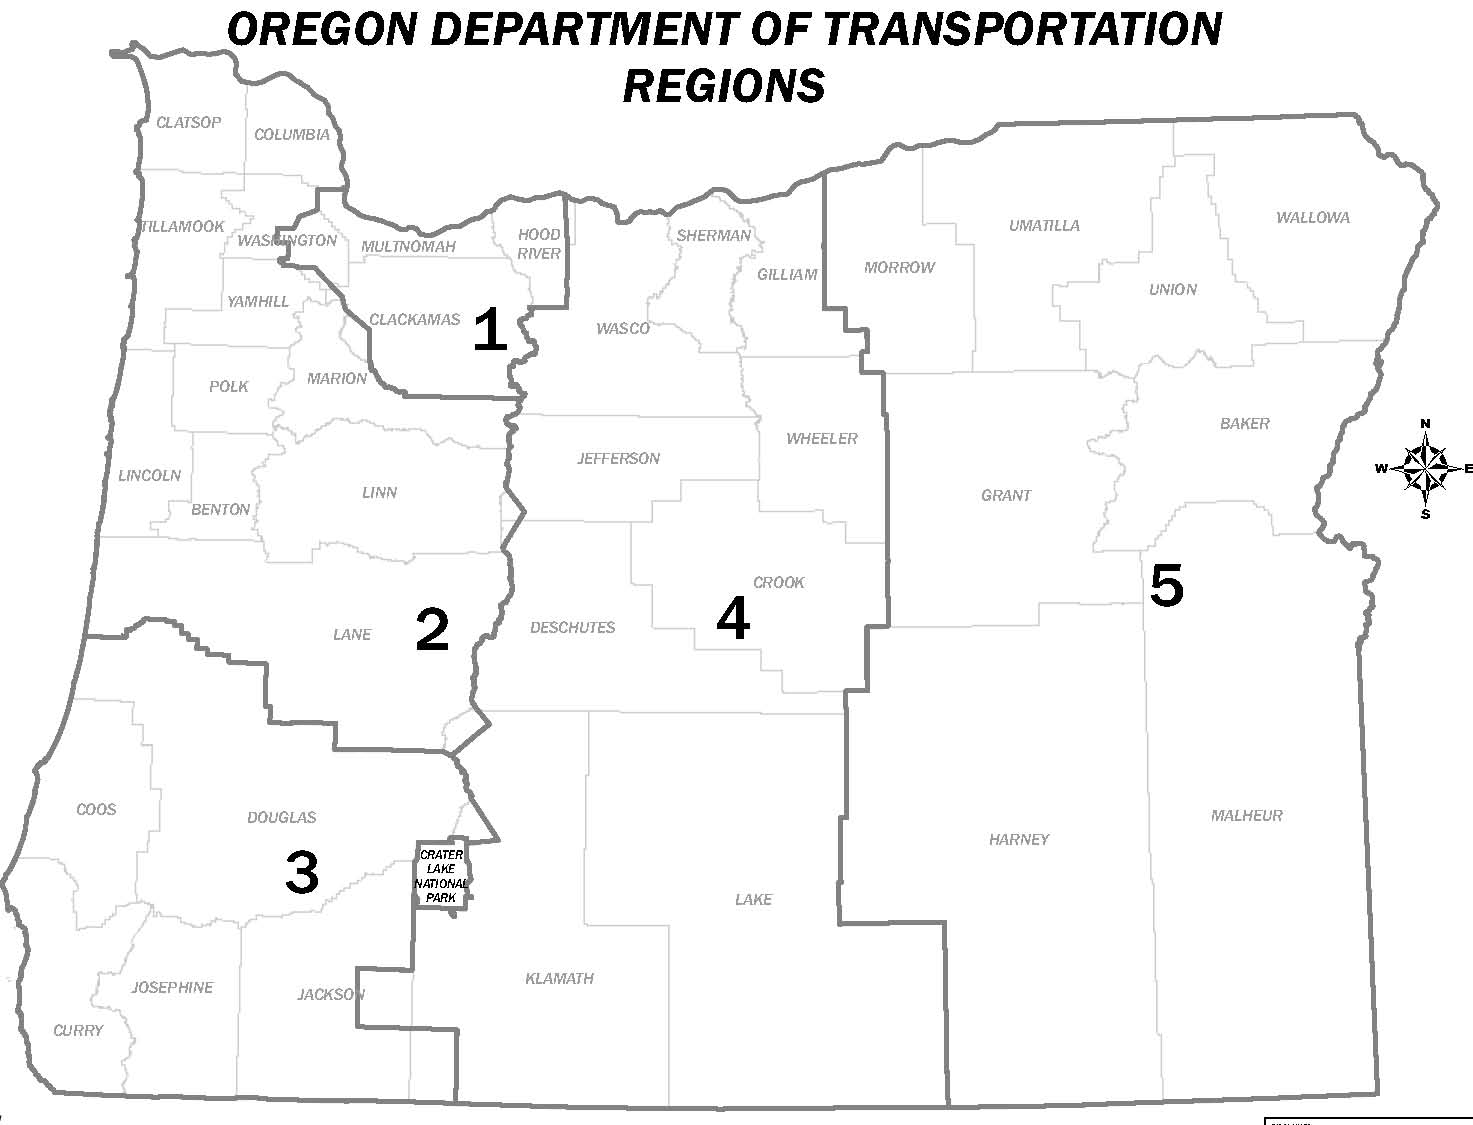 OREGON DEPARTMENT OF TRANSPORTATION
REGIONS
CLATSOP
COLUMBIA
TILLAMOOK
WASHINGTON
MULTNOMAH
HOOD
RIVER
SHERMAN
GILLIAM
MORROW
UMATILLA
WALLOWA
UNION
YAMHILL
CLACKAMAS
1
WASCO
POLK
MARION
JEFFERSON
WHEELER
BAKER
N
W
E
S
LINCOLN
BENTON
LINN
GRANT
CROOK
5
LANE
2
DESCHUTES
4
COOS
DOUGLAS
3
CRATER
LAKE
NATIONAL
PARK
LAKE
HARNEY
MALHEUR
KLAMATH
JOSEPHINE
JACKSON
CURRY